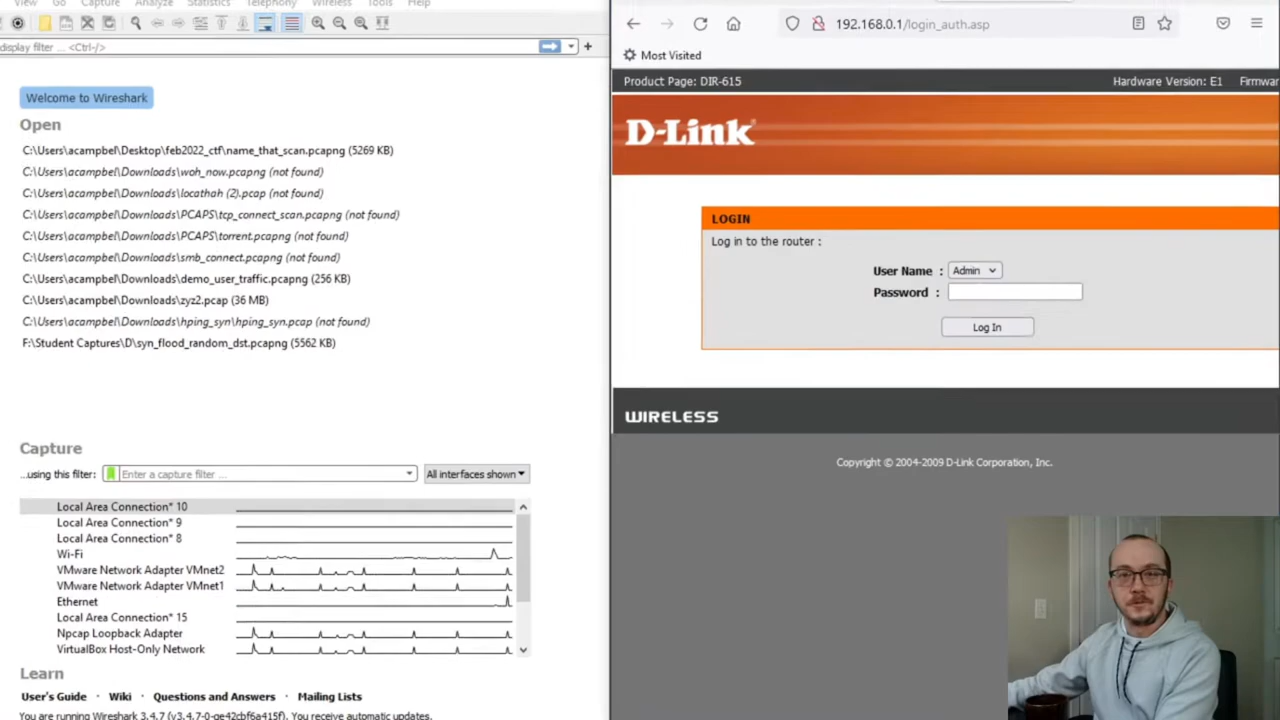 View Capture Analyze Statistics Telephony Wireless Tools Help
display filter ... <Ctrl-/>
Welcome to Wireshark
Open
C:\Users\acampbel\Desktop\feb2022_ctf\name_that_scan.pcapng (5269 KB)
C:\Users\acampbel\Downloads\woh_now.pcapng (not found)
C:\Users\acampbel\Downloads\locathah (2).pcap (not found)
C:\Users\acampbel\Downloads\PCAPS\tcp_connect_scan.pcapng (not found)
C:\Users\acampbel\Downloads\PCAPS\torrent.pcapng (not found)
C:\Users\acampbel\Downloads\smb_connect.pcapng (not found)
C:\Users\acampbel\Downloads\demo_user_traffic.pcapng (256 KB)
C:\Users\acampbel\Downloads\zyz2.pcap (36 MB)
C:\Users\acampbel\Downloads\hping_syn\hping_syn.pcap (not found)
F:\Student Captures\D\syn_flood_random_dst.pcapng (5562 KB)
Capture
...using this filter: Enter a capture filter ... All interfaces shown
Local Area Connection* 10
Local Area Connection* 9
Local Area Connection* 8
Wi-Fi
VMware Network Adapter VMnet2
VMware Network Adapter VMnet1
Ethernet
Local Area Connection* 15
Npcap Loopback Adapter
VirtualBox Host-Only Network
Learn
User's Guide · Wiki · Questions and Answers · Mailing Lists
You are running Wireshark 3.4.7 (v3.4.7-0-ge42cbf6a415f). You receive automatic updates.
192.168.0.1/login_auth.asp
Most Visited
Product Page: DIR-615 Hardware Version: E1 Firmwar
D-Link
LOGIN
Log in to the router :
User Name : Admin
Password :
Log In
WIRELESS
Copyright © 2004-2009 D-Link Corporation, Inc.